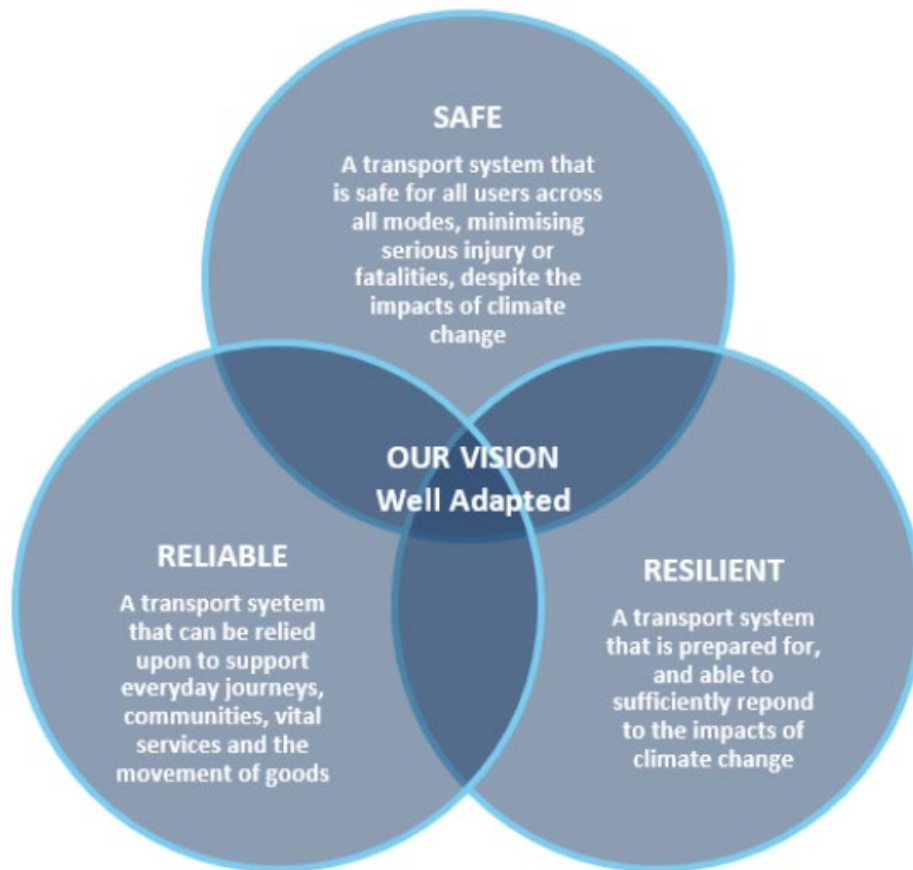 SAFE
A transport system that
is safe for all users across
all modes, minimising
serious injury or
fatalities, despite the
impacts of climate
change
OUR VISION
Well Adapted
RELIABLE
A transport syetem
that can be relied
upon to support
everyday journeys,
communities, vital
services and the
movement of goods
RESILIENT
A transport system
that is prepared for,
and able to
sufficiently repond
to the impacts of
climate change